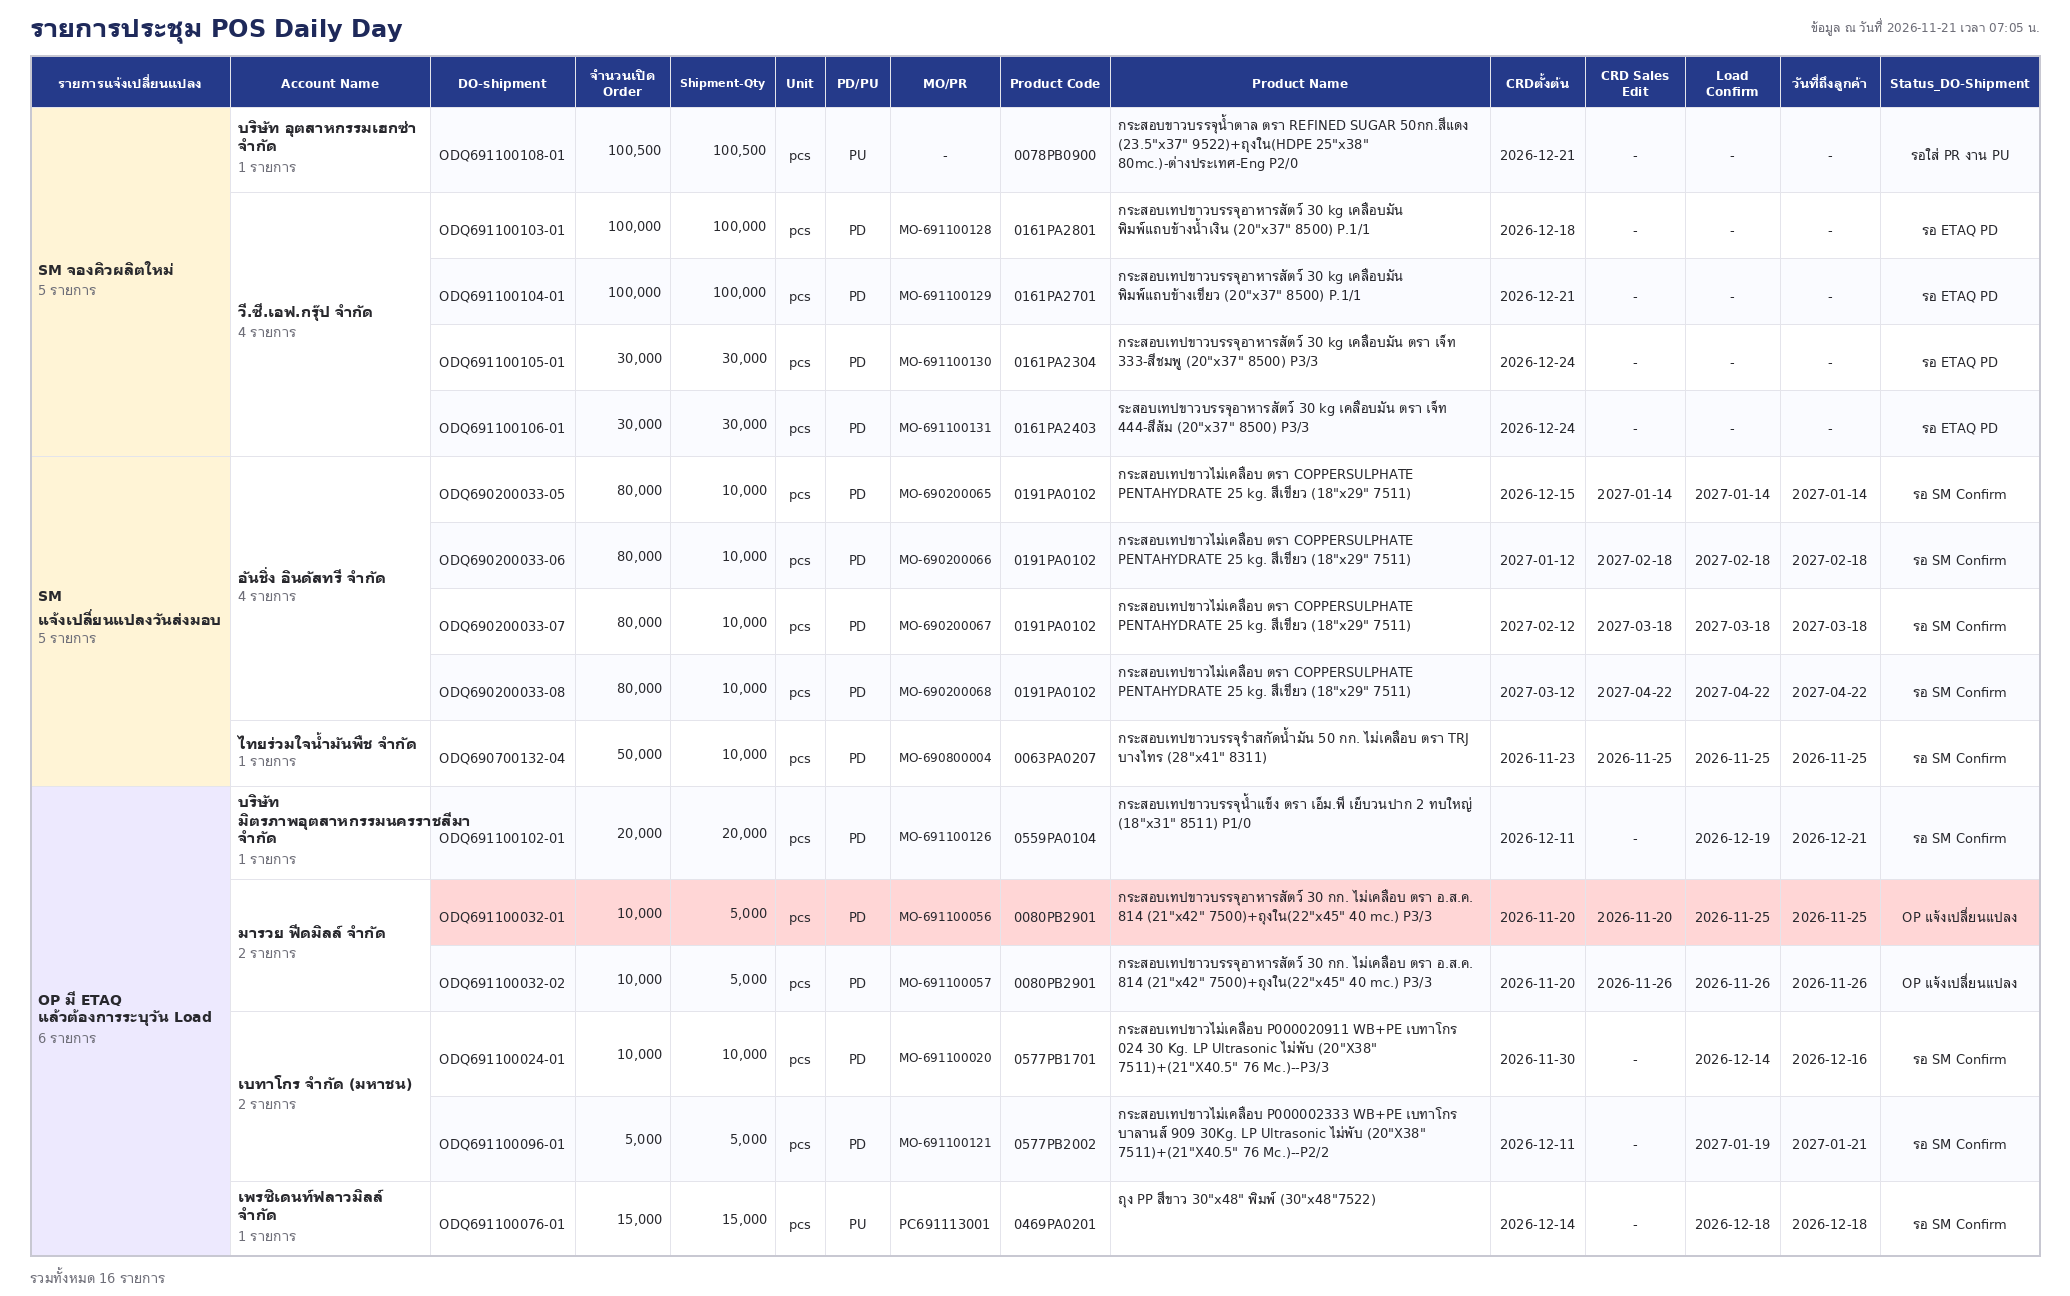 รายการประชุม POS Daily Day
ข้อมูล ณ วันที่ 2026-11-21 เวลา 07:05 น.
รายการแจ้งเปลี่ยนแปลง Account Name DO-shipment จำนวนเปิด Order Shipment-Qty Unit PD/PU MO/PR Product Code Product Name CRDตั้งต้น CRD Sales Edit Load Confirm วันที่ถึงลูกค้า Status_DO-Shipment
SM จองคิวผลิตใหม่
5 รายการ
บริษัท อุตสาหกรรมเฮกซ่า
จำกัด
1 รายการ
ODQ691100108-01 100,500 100,500 pcs PU - 0078PB0900
กระสอบขาวบรรจุน้ำตาล ตรา REFINED SUGAR 50กก.สีแดง
(23.5"x37" 9522)+ถุงใน(HDPE 25"x38"
80mc.)-ต่างประเทศ-Eng P2/0
2026-12-21 - - - รอใส่ PR งาน PU
วี.ซี.เอฟ.กรุ๊ป จำกัด
4 รายการ
ODQ691100103-01 100,000 100,000 pcs PD MO-691100128 0161PA2801
กระสอบเทปขาวบรรจุอาหารสัตว์ 30 kg เคลือบมัน
พิมพ์แถบข้างน้ำเงิน (20"x37" 8500) P.1/1
2026-12-18 - - - รอ ETAQ PD
ODQ691100104-01 100,000 100,000 pcs PD MO-691100129 0161PA2701
กระสอบเทปขาวบรรจุอาหารสัตว์ 30 kg เคลือบมัน
พิมพ์แถบข้างเขียว (20"x37" 8500) P.1/1
2026-12-21 - - - รอ ETAQ PD
ODQ691100105-01 30,000 30,000 pcs PD MO-691100130 0161PA2304
กระสอบเทปขาวบรรจุอาหารสัตว์ 30 kg เคลือบมัน ตรา เจ็ท
333-สีชมพู (20"x37" 8500) P3/3
2026-12-24 - - - รอ ETAQ PD
ODQ691100106-01 30,000 30,000 pcs PD MO-691100131 0161PA2403
ระสอบเทปขาวบรรจุอาหารสัตว์ 30 kg เคลือบมัน ตรา เจ็ท
444-สีส้ม (20"x37" 8500) P3/3
2026-12-24 - - - รอ ETAQ PD
SM
แจ้งเปลี่ยนแปลงวันส่งมอบ
5 รายการ
อันชิ่ง อินดัสทรี จำกัด
4 รายการ
ODQ690200033-05 80,000 10,000 pcs PD MO-690200065 0191PA0102
กระสอบเทปขาวไม่เคลือบ ตรา COPPERSULPHATE
PENTAHYDRATE 25 kg. สีเขียว (18"x29" 7511)
2026-12-15 2027-01-14 2027-01-14 2027-01-14 รอ SM Confirm
ODQ690200033-06 80,000 10,000 pcs PD MO-690200066 0191PA0102
กระสอบเทปขาวไม่เคลือบ ตรา COPPERSULPHATE
PENTAHYDRATE 25 kg. สีเขียว (18"x29" 7511)
2027-01-12 2027-02-18 2027-02-18 2027-02-18 รอ SM Confirm
ODQ690200033-07 80,000 10,000 pcs PD MO-690200067 0191PA0102
กระสอบเทปขาวไม่เคลือบ ตรา COPPERSULPHATE
PENTAHYDRATE 25 kg. สีเขียว (18"x29" 7511)
2027-02-12 2027-03-18 2027-03-18 2027-03-18 รอ SM Confirm
ODQ690200033-08 80,000 10,000 pcs PD MO-690200068 0191PA0102
กระสอบเทปขาวไม่เคลือบ ตรา COPPERSULPHATE
PENTAHYDRATE 25 kg. สีเขียว (18"x29" 7511)
2027-03-12 2027-04-22 2027-04-22 2027-04-22 รอ SM Confirm
ไทยร่วมใจน้ำมันพืช จำกัด
1 รายการ
ODQ690700132-04 50,000 10,000 pcs PD MO-690800004 0063PA0207
กระสอบเทปขาวบรรจุรำสกัดน้ำมัน 50 กก. ไม่เคลือบ ตรา TRJ
บางไทร (28"x41" 8311)
2026-11-23 2026-11-25 2026-11-25 2026-11-25 รอ SM Confirm
OP มี ETAQ
แล้วต้องการระบุวัน Load
6 รายการ
บริษัท
มิตรภาพอุตสาหกรรมนครราชสีมา
จำกัด
1 รายการ
ODQ691100102-01 20,000 20,000 pcs PD MO-691100126 0559PA0104
กระสอบเทปขาวบรรจุน้ำแข็ง ตรา เอ็ม.พี เย็บวนปาก 2 ทบใหญ่
(18"x31" 8511) P1/0
2026-12-11 - 2026-12-19 2026-12-21 รอ SM Confirm
มารวย ฟีดมิลล์ จำกัด
2 รายการ
ODQ691100032-01 10,000 5,000 pcs PD MO-691100056 0080PB2901
กระสอบเทปขาวบรรจุอาหารสัตว์ 30 กก. ไม่เคลือบ ตรา อ.ส.ค.
814 (21"x42" 7500)+ถุงใน(22"x45" 40 mc.) P3/3
2026-11-20 2026-11-20 2026-11-25 2026-11-25 OP แจ้งเปลี่ยนแปลง
ODQ691100032-02 10,000 5,000 pcs PD MO-691100057 0080PB2901
กระสอบเทปขาวบรรจุอาหารสัตว์ 30 กก. ไม่เคลือบ ตรา อ.ส.ค.
814 (21"x42" 7500)+ถุงใน(22"x45" 40 mc.) P3/3
2026-11-20 2026-11-26 2026-11-26 2026-11-26 OP แจ้งเปลี่ยนแปลง
เบทาโกร จำกัด (มหาชน)
2 รายการ
ODQ691100024-01 10,000 10,000 pcs PD MO-691100020 0577PB1701
กระสอบเทปขาวไม่เคลือบ P000020911 WB+PE เบทาโกร
024 30 Kg. LP Ultrasonic ไม่พับ (20"X38"
7511)+(21"X40.5" 76 Mc.)--P3/3
2026-11-30 - 2026-12-14 2026-12-16 รอ SM Confirm
ODQ691100096-01 5,000 5,000 pcs PD MO-691100121 0577PB2002
กระสอบเทปขาวไม่เคลือบ P000002333 WB+PE เบทาโกร
บาลานส์ 909 30Kg. LP Ultrasonic ไม่พับ (20"X38"
7511)+(21"X40.5" 76 Mc.)--P2/2
2026-12-11 - 2027-01-19 2027-01-21 รอ SM Confirm
เพรซิเดนท์ฟลาวมิลล์
จำกัด
1 รายการ
ODQ691100076-01 15,000 15,000 pcs PU PC691113001 0469PA0201
ถุง PP สีขาว 30"x48" พิมพ์ (30"x48"7522)
2026-12-14 - 2026-12-18 2026-12-18 รอ SM Confirm
รวมทั้งหมด 16 รายการ